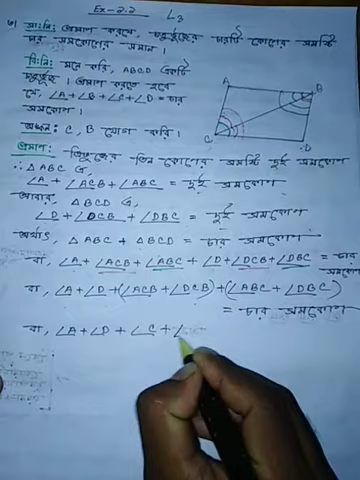 Ex-2.2 L3
৩) সাঃনিঃ প্রমাণ করযে, চতুর্ভুজের চারটি কোণের সমষ্টি
চার সমকোণের সমান।
বিঃনিঃ মনে করি, ABCD একটি
চতুর্ভুজ। প্রমাণ করতে হবে
যে, ∠A+∠B+∠C+∠D = চার
সমকোণ।
অঙ্কন: C, B যোগ করি।
A
B
C
D
প্রমাণ: ত্রিভুজের তিন কোণের সমষ্টি দুই সমকোণ
∴ △ABC এ,
∠A + ∠ACB + ∠ABC = দুই সমকোণ
আবার, △BCD এ,
∠D + ∠DCB + ∠DBC = দুই সমকোণ
অর্থাৎ, △ABC + △BCD = চার সমকোণ
বা, ∠A + ∠ACB + ∠ABC + ∠D + ∠DCB + ∠DBC = চার
সমকোণ
বা, ∠A + ∠D + (∠ACB + ∠DCB) + (∠ABC + ∠DBC)
= চার সমকোণ
বা, ∠A + ∠D + ∠C + ∠